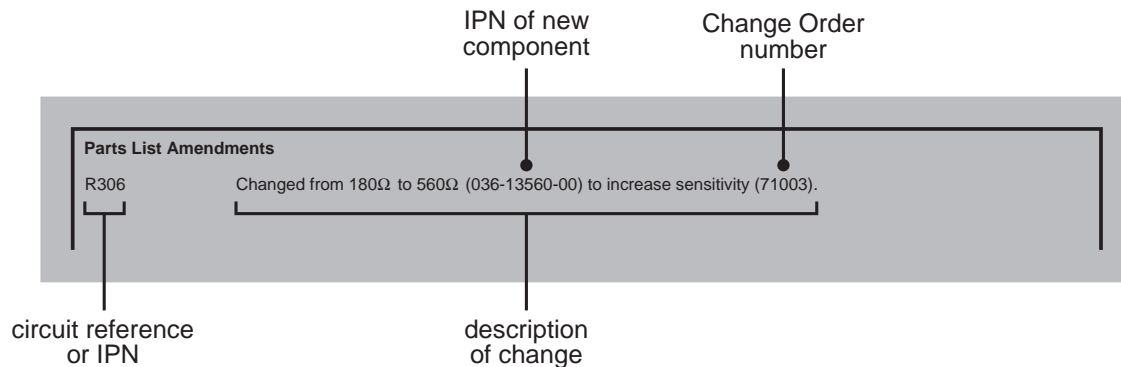 IPN of new
component
Change Order
number
Parts List Amendments
R306 Changed from 180Ω to 560Ω (036-13560-00) to increase sensitivity (71003).
circuit reference
or IPN
description
of change